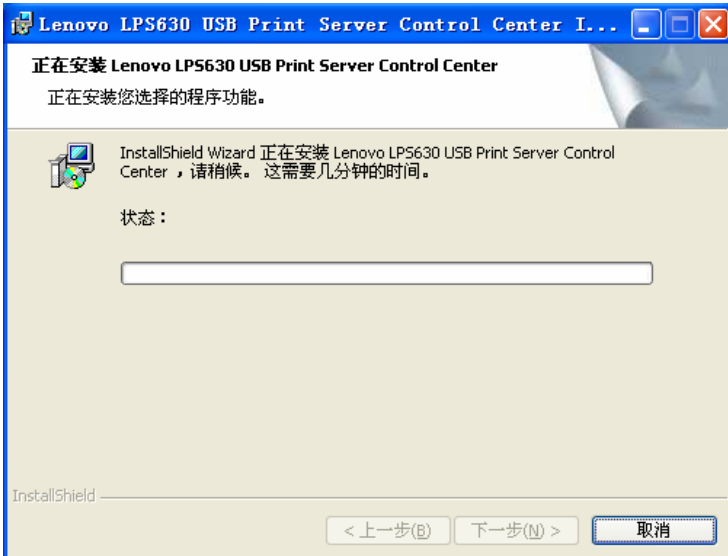 Lenovo LPS630 USB Print Server Control Center I...
正在安装 Lenovo LPS630 USB Print Server Control Center
正在安装您选择的程序功能。
InstallShield Wizard 正在安装 Lenovo LPS630 USB Print Server Control
Center ，请稍候。 这需要几分钟的时间。
状态：
InstallShield
< 上一步(B) 下一步(N) > 取消